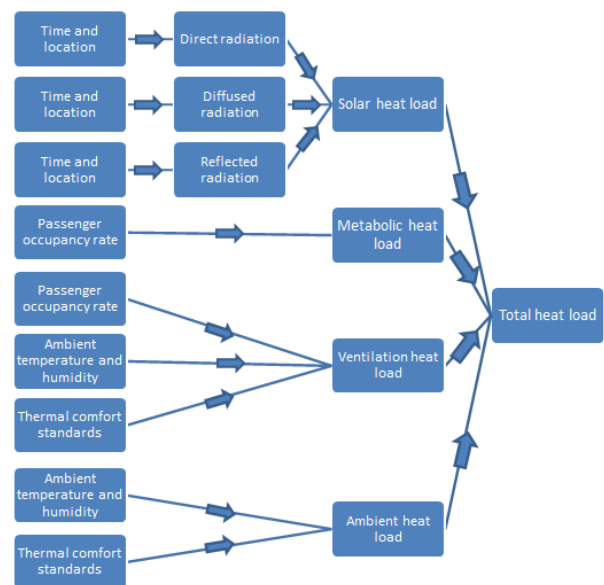 Time and
location
Direct radiation
Time and
location
Diffused
radiation
Solar heat load
Time and
location
Reflected
radiation
Passenger
occupancy rate
Metabolic heat
load
Passenger
occupancy rate
Total heat load
Ambient
temperature and
humidity
Ventilation heat
load
Thermal comfort
standards
Ambient
temperature and
humidity
Ambient heat
load
Thermal comfort
standards